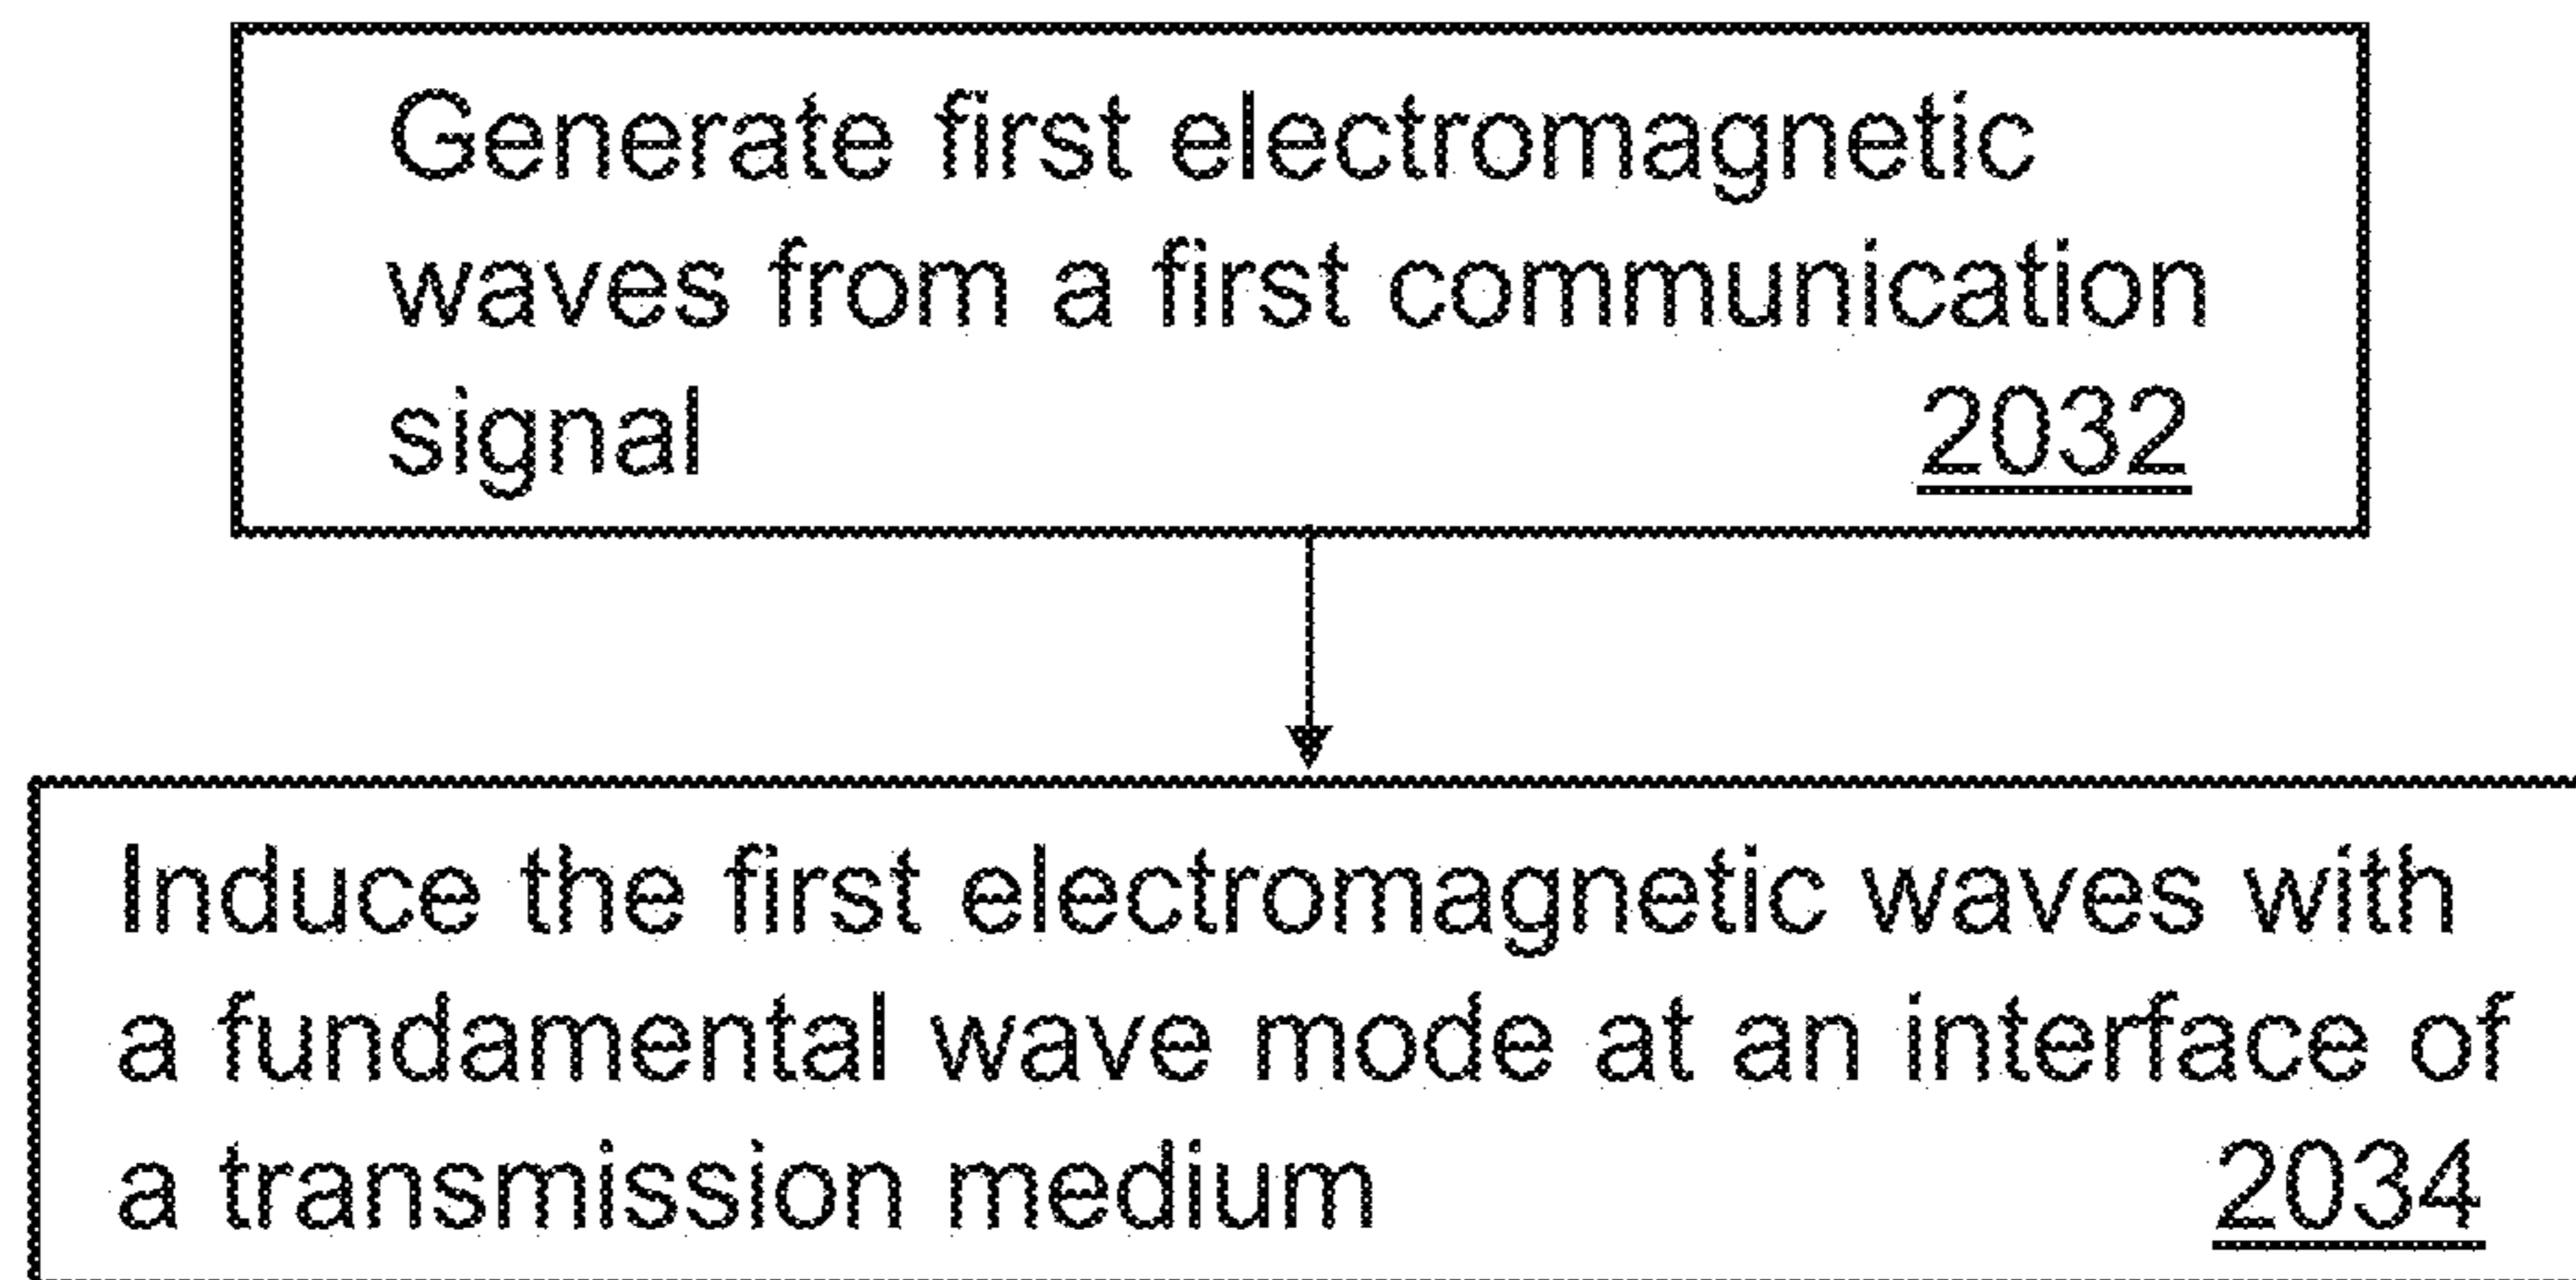 Generate first electromagnetic
waves from a first communication
signal 2032
Induce the first electromagnetic waves with
a fundamental wave mode at an interface of
a transmission medium 2034